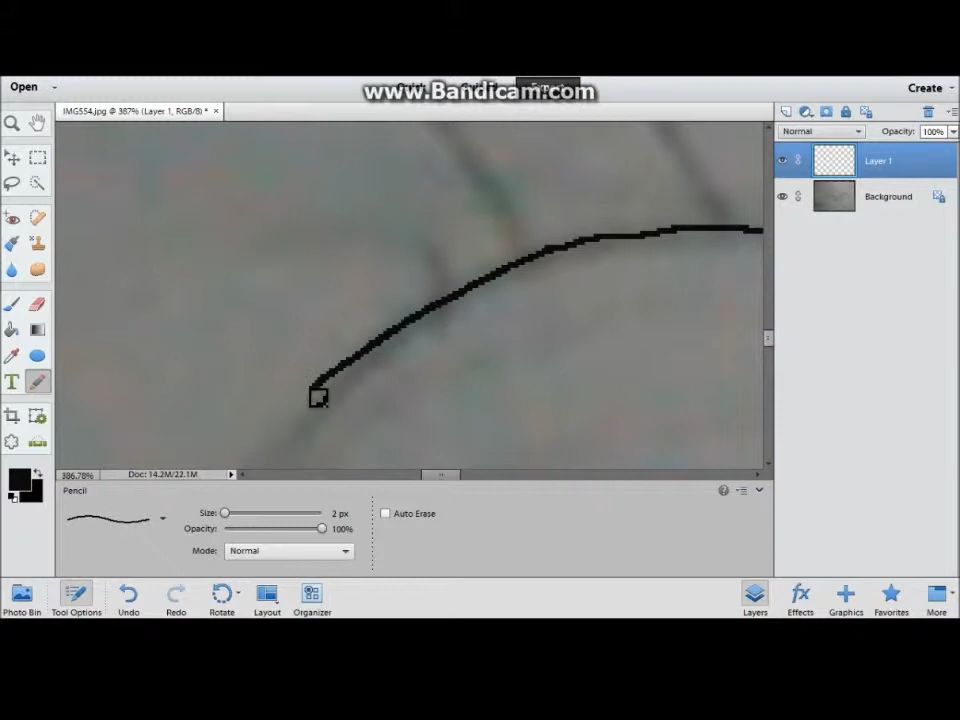 www.Bandicam.com
Open
Create
IMG554.jpg @ 387% (Layer 1, RGB/8) * ×
Normal Opacity: 100%
Layer 1
Background
T
386.78% Doc: 14.2M/22.1M
Pencil
Size: 2 px
Auto Erase
Opacity: 100%
Mode: Normal
Photo Bin Tool Options Undo Redo Rotate Layout Organizer Layers Effects Graphics Favorites More